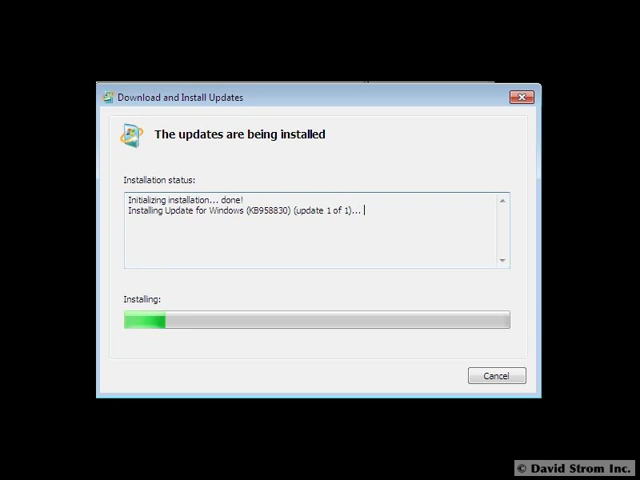 Download and Install Updates
The updates are being installed
Installation status:
Initializing installation... done!
Installing Update for Windows (KB958830) (update 1 of 1)...
Installing:
Cancel
© David Strom Inc.